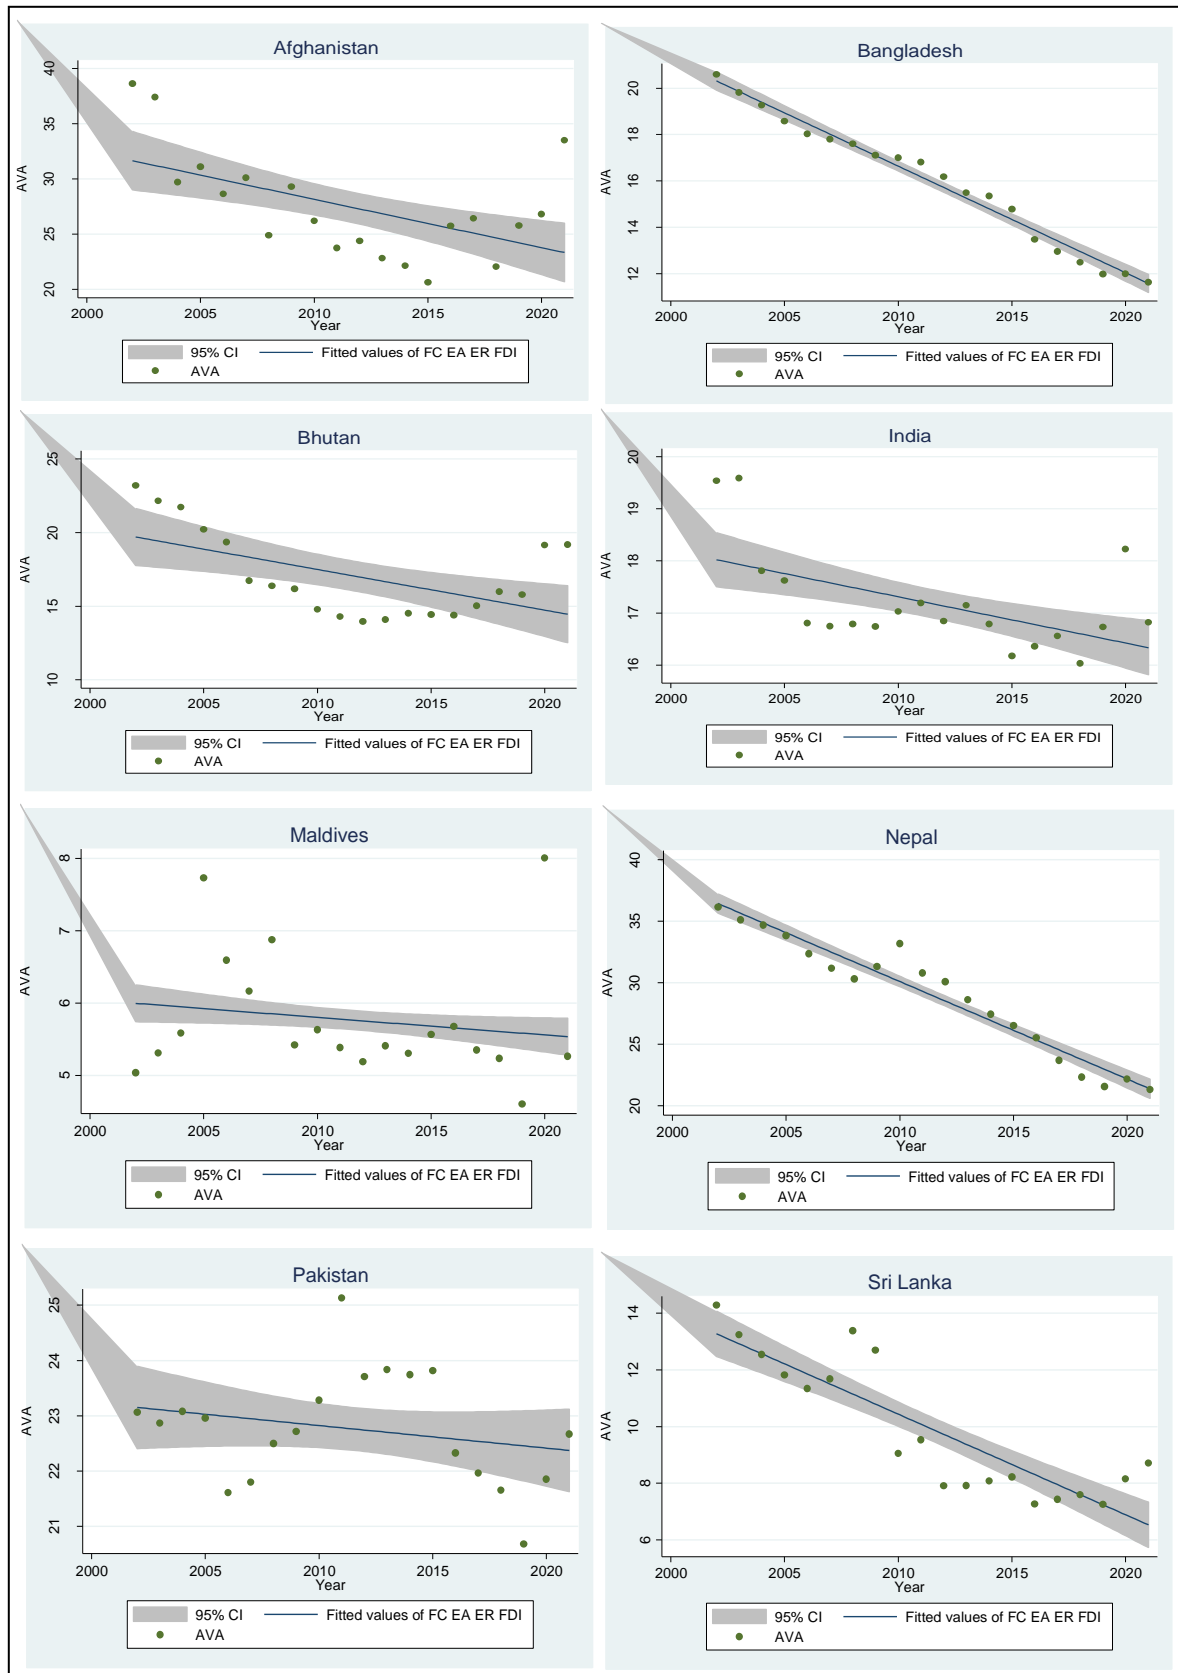 Afghanistan
AVA
40
35
30
25
20
2000 2005 2010 2015 2020
Year
95% CI Fitted values of FC EA ER FDI
AVA
Bangladesh
AVA
20
18
16
14
12
2000 2005 2010 2015 2020
Year
95% CI Fitted values of FC EA ER FDI
AVA
Bhutan
AVA
25
20
15
10
2000 2005 2010 2015 2020
Year
95% CI Fitted values of FC EA ER FDI
AVA
India
AVA
20
19
18
17
16
2000 2005 2010 2015 2020
Year
95% CI Fitted values of FC EA ER FDI
AVA
Maldives
AVA
8
7
6
5
2000 2005 2010 2015 2020
Year
95% CI Fitted values of FC EA ER FDI
AVA
Nepal
AVA
40
35
30
25
20
2000 2005 2010 2015 2020
Year
95% CI Fitted values of FC EA ER FDI
AVA
Pakistan
AVA
25
24
23
22
21
2000 2005 2010 2015 2020
Year
95% CI Fitted values of FC EA ER FDI
AVA
Sri Lanka
AVA
14
12
10
8
6
2000 2005 2010 2015 2020
Year
95% CI Fitted values of FC EA ER FDI
AVA